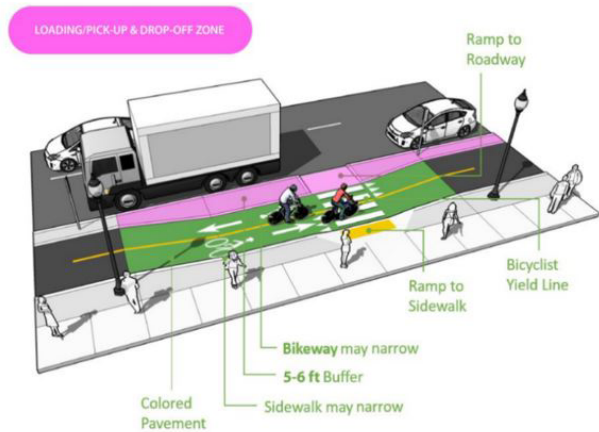 LOADING/PICK-UP & DROP-OFF ZONE
Ramp to
Roadway
Bicyclist
Yield Line
Ramp to
Sidewalk
Bikeway may narrow
5-6 ft Buffer
Colored
Pavement
Sidewalk may narrow